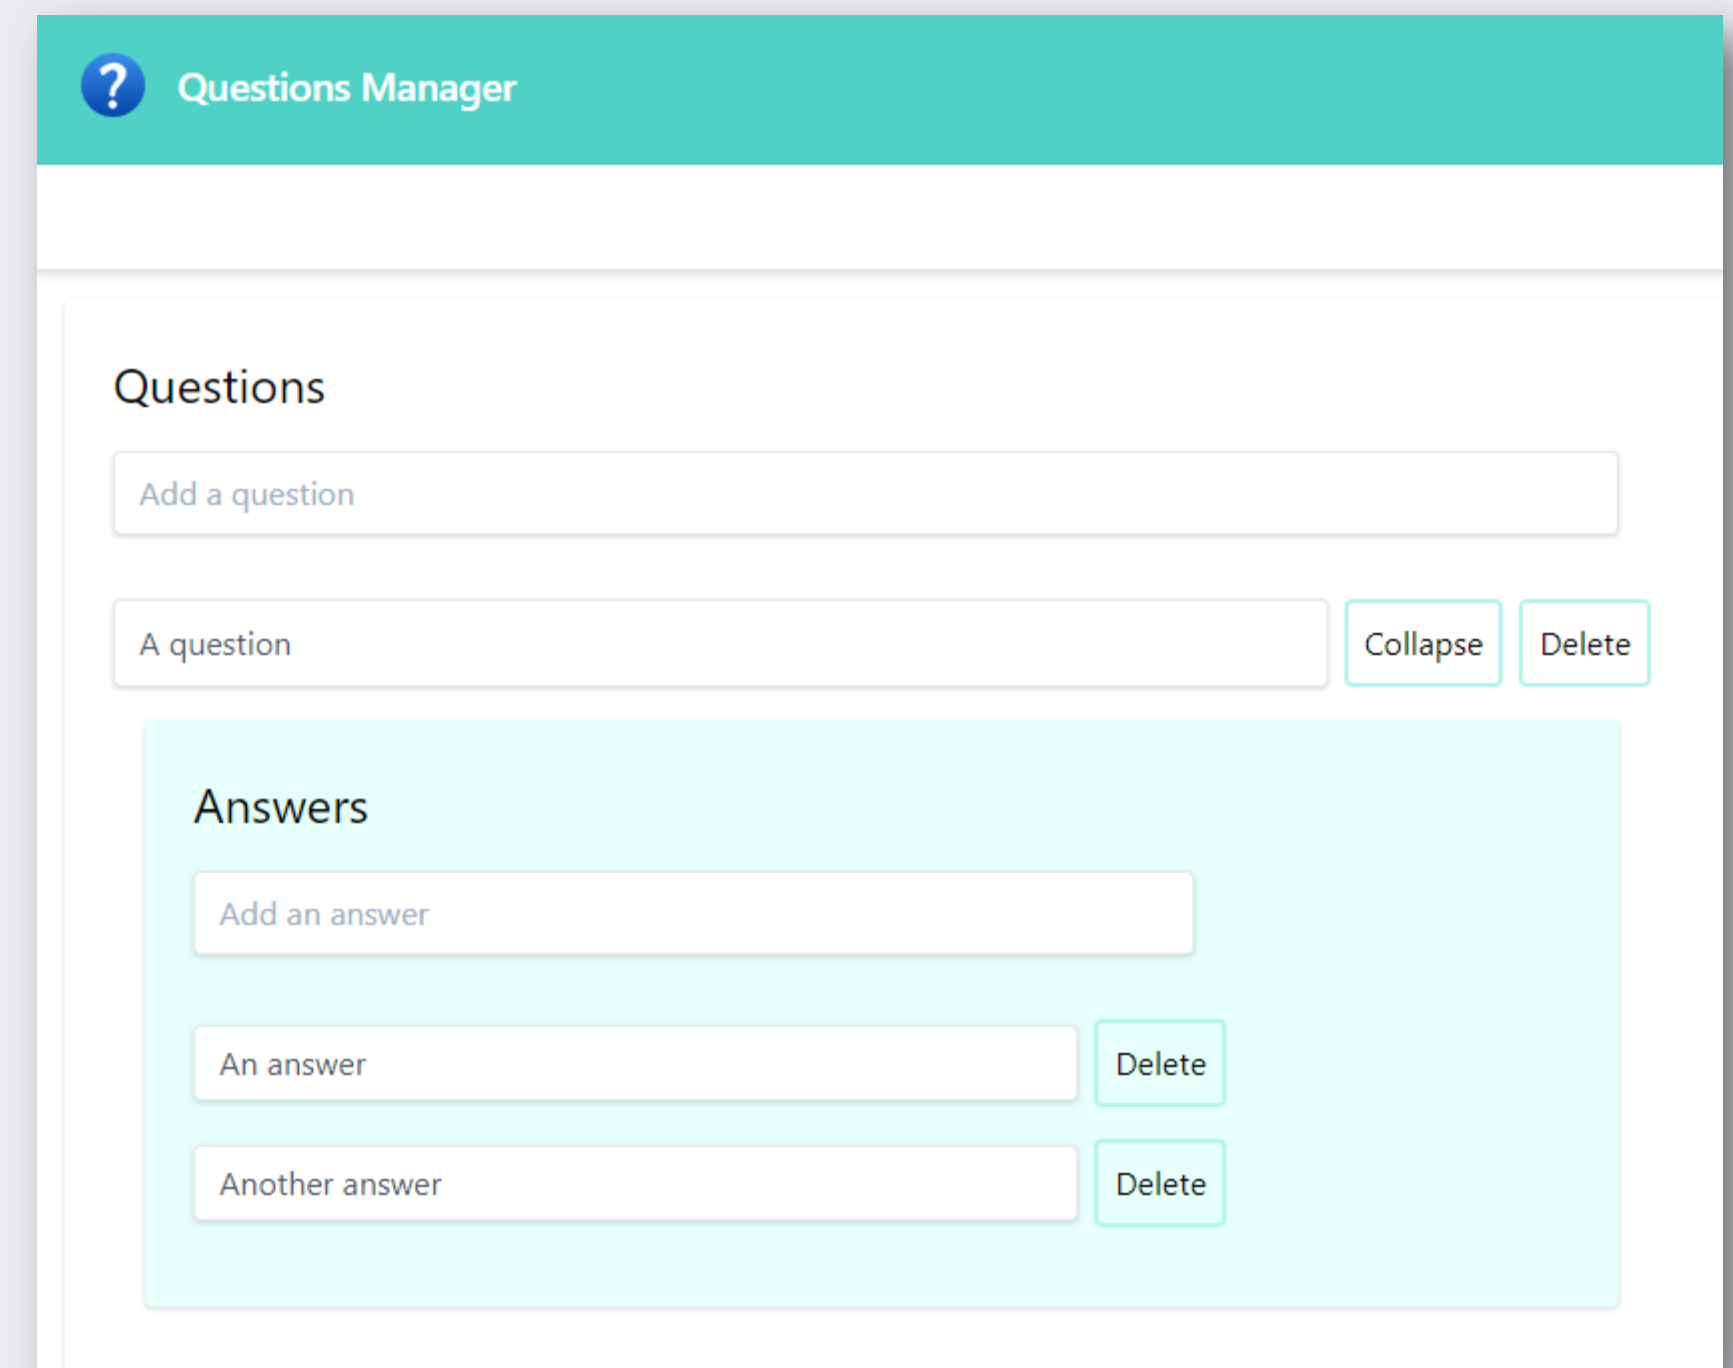 ? Questions Manager
Questions
Add a question
A question Collapse Delete
Answers
Add an answer
An answer Delete
Another answer Delete